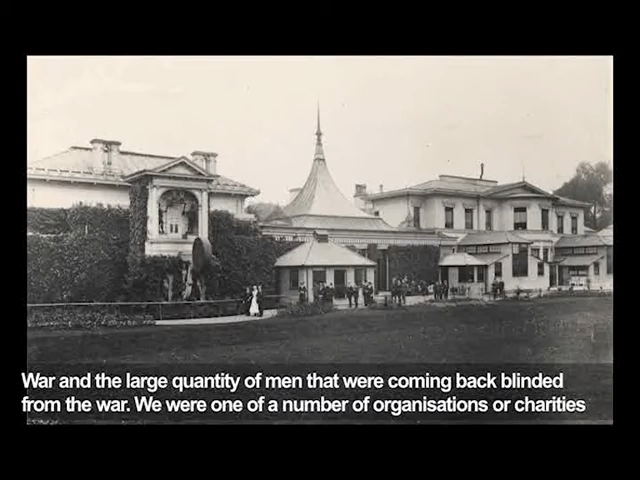 War and the large quantity of men that were coming back blinded
from the war. We were one of a number of organisations or charities